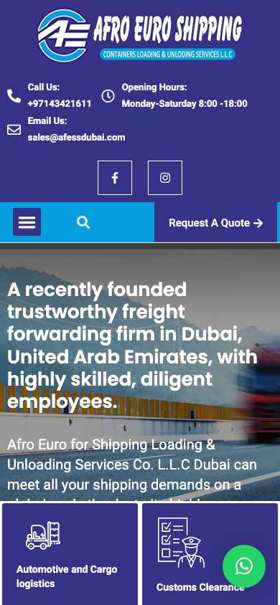 AFRO EURO SHIPPING
CONTAINERS LOADING & UNLODING SERVICES L.L.C
Call Us:
+97143421611
Opening Hours:
Monday-Saturday 8:00 -18:00
Email Us:
sales@afessdubai.com
Request A Quote →
A recently founded
trustworthy freight
forwarding firm in Dubai,
United Arab Emirates, with
highly skilled, diligent
employees.
Afro Euro for Shipping Loading &
Unloading Services Co. L.L.C Dubai can
meet all your shipping demands on a
Automotive and Cargo
logistics
Customs Clearance